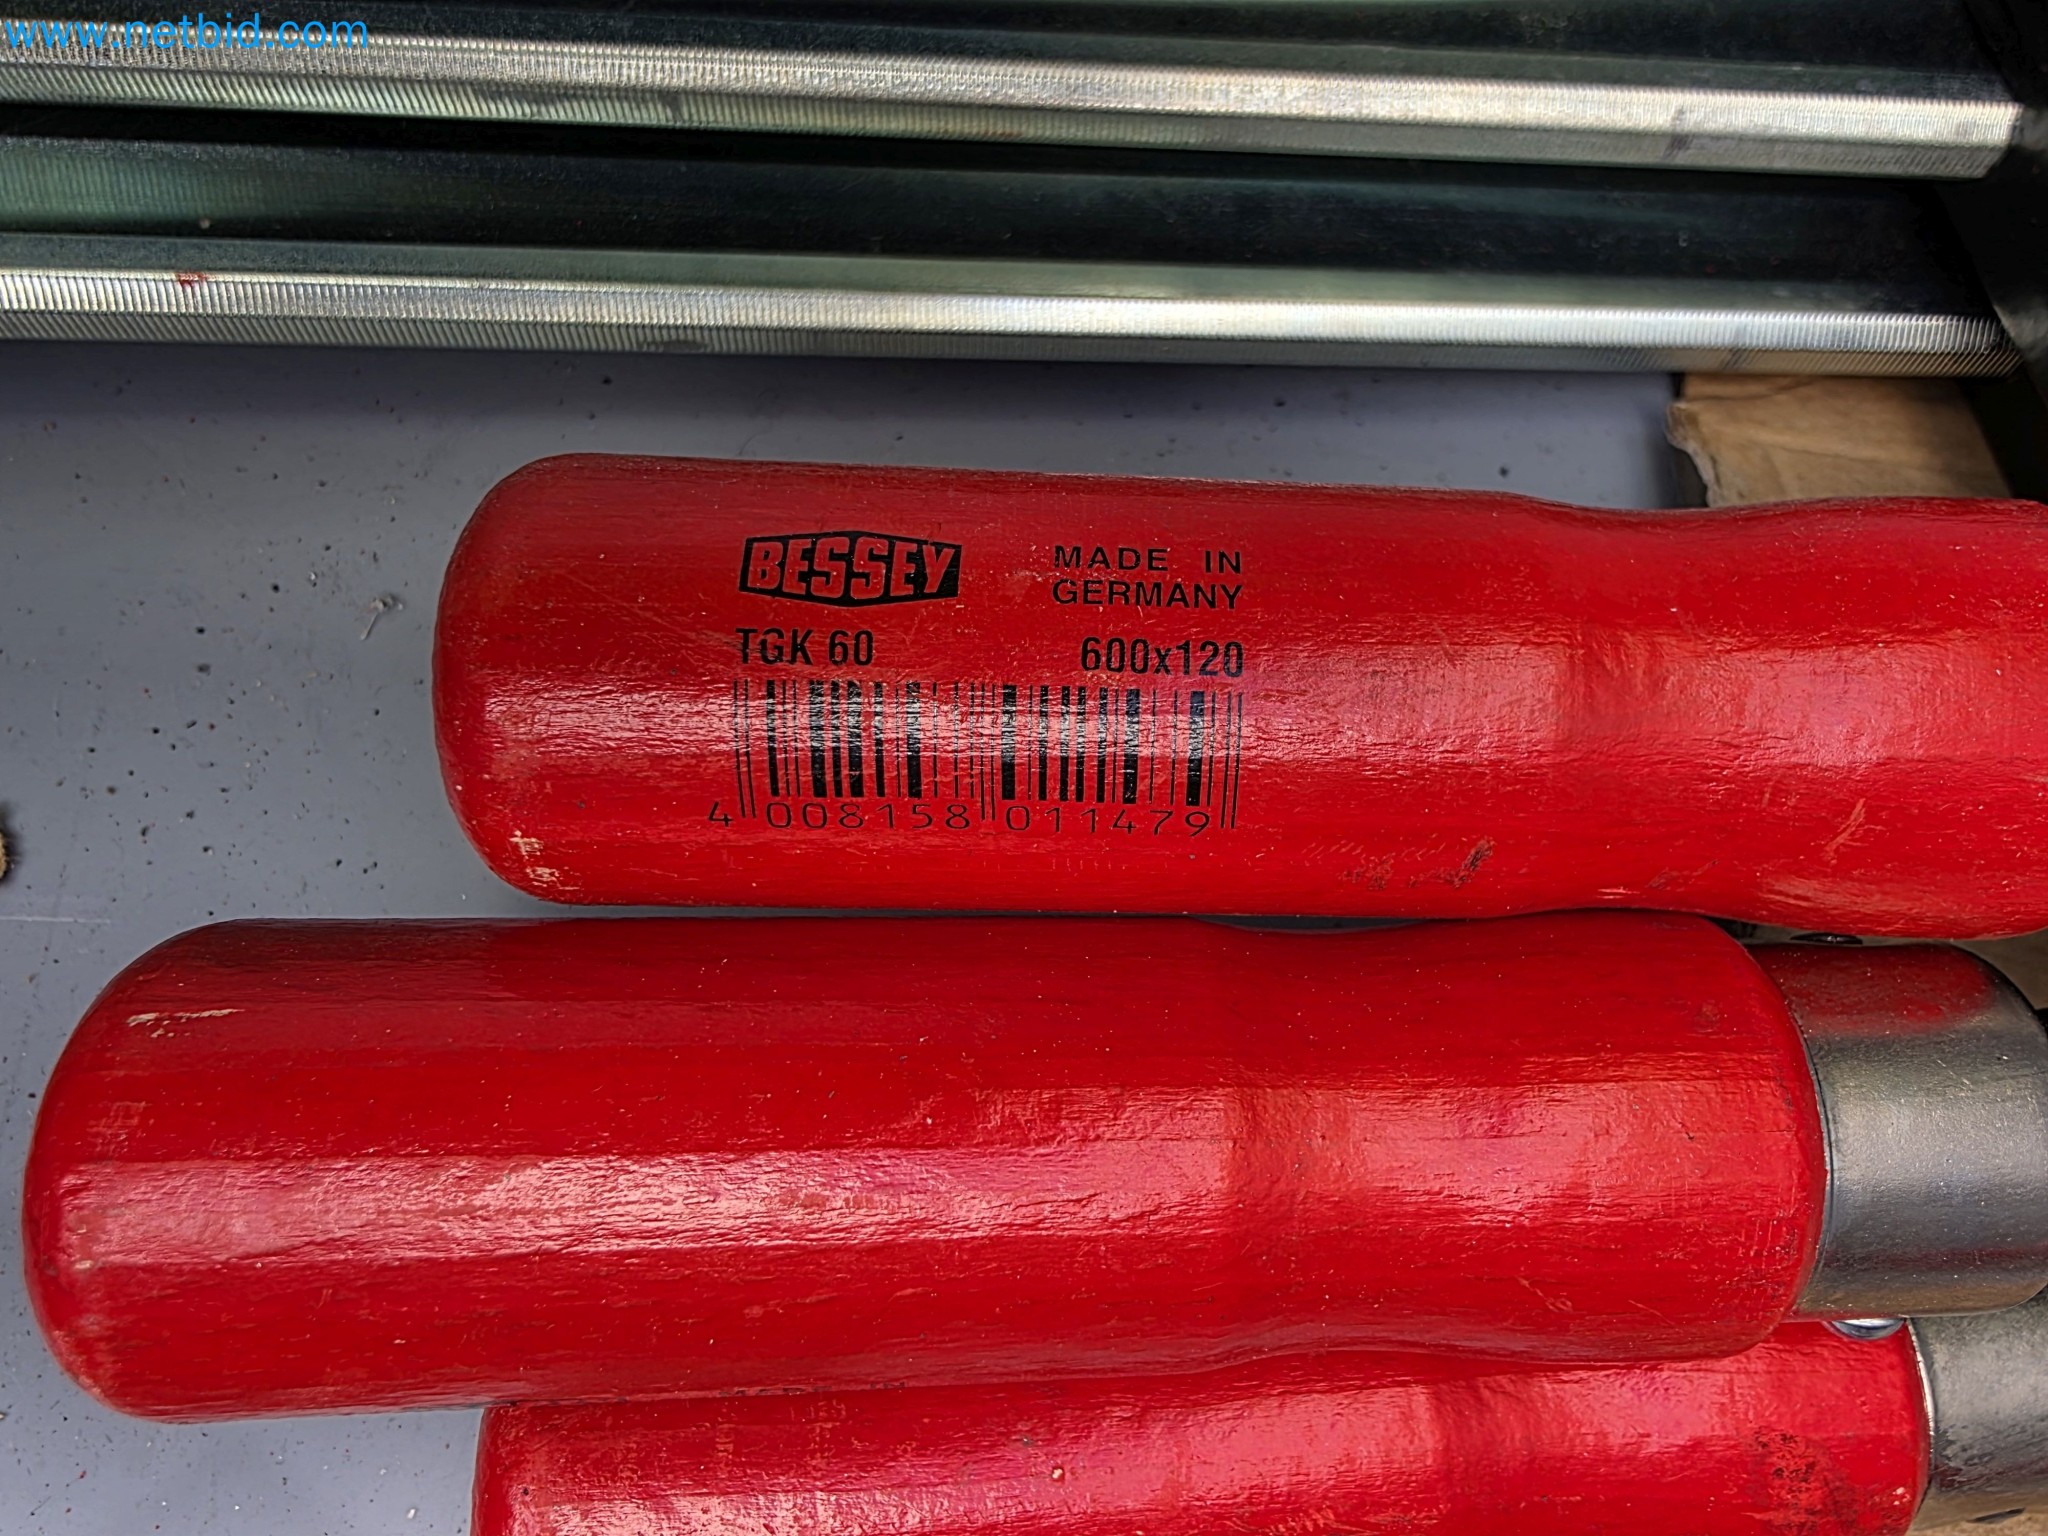 www.netbid.com
BESSEY
MADE IN
GERMANY
TGK 60 600x120
4 008158 011479